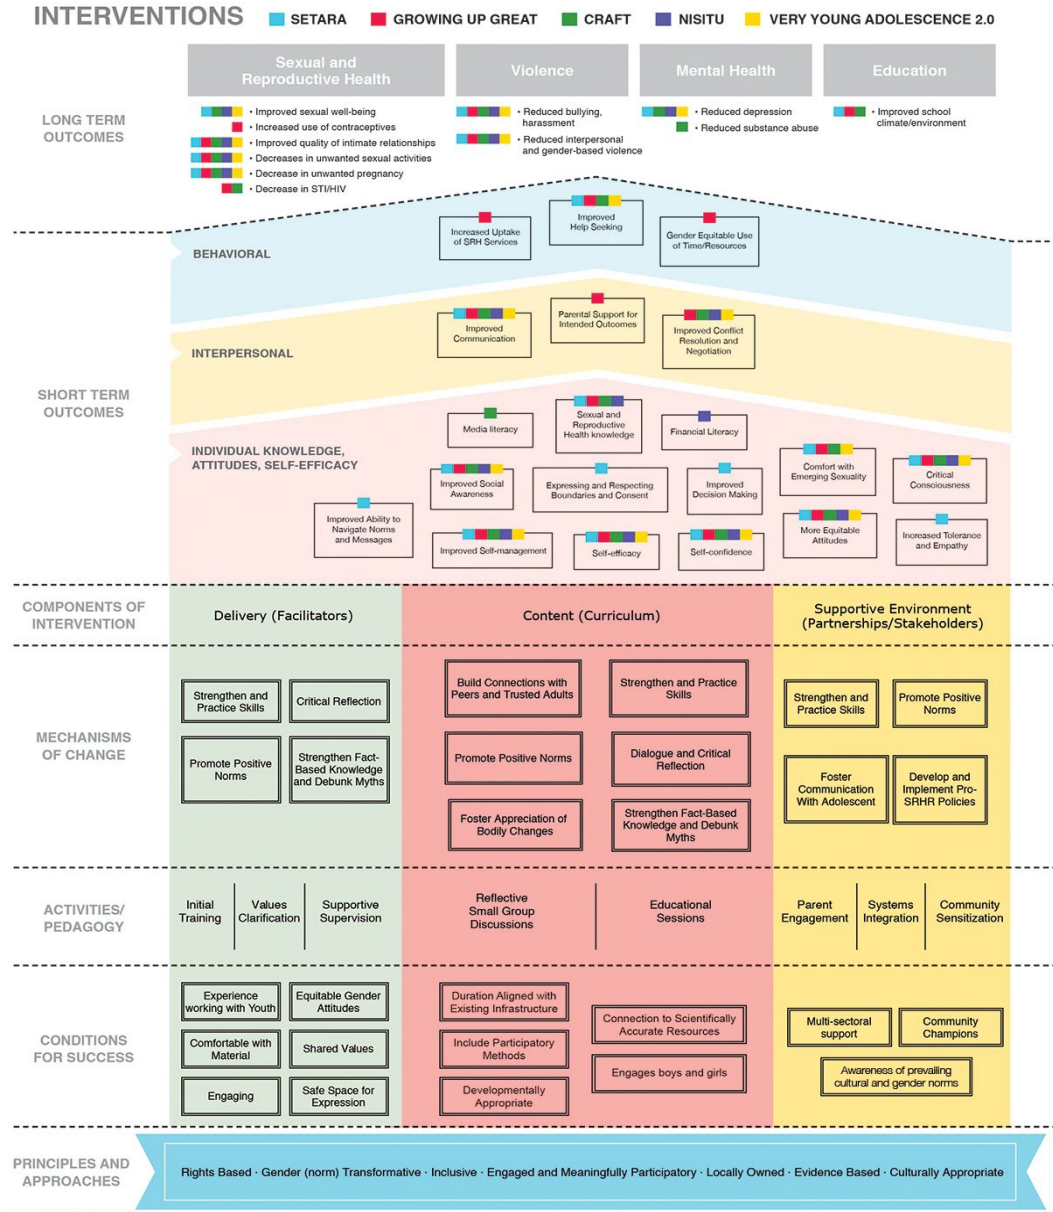 INTERVENTIONS
SETARA
GROWING UP GREAT
CRAFT
NISITU
VERY YOUNG ADOLESCENCE 2.0
Sexual and
Reproductive Health
Violence
Mental Health
Education
LONG TERM
OUTCOMES
• Improved sexual well-being
• Increased use of contraceptives
• Improved quality of intimate relationships
• Decreases in unwanted sexual activities
• Decreases in unwanted pregnancy
• Decrease in STI/HIV
• Reduced bullying,
harassment
• Reduced interpersonal
and gender-based violence
• Reduced depression
• Reduced substance abuse
• Improved school
climate/environment
SHORT TERM
OUTCOMES
BEHAVIORAL
Increased Uptake
of SRH Services
Improved
Help Seeking
Gender Equitable Use
of Time/Resources
INTERPERSONAL
Improved
Communication
Parental Support for
Intended Outcomes
Improved Conflict
Resolution and
Negotiation
INDIVIDUAL KNOWLEDGE,
ATTITUDES, SELF-EFFICACY
Media literacy
Sexual and
Reproductive
Health knowledge
Financial Literacy
Improved Social
Awareness
Expressing and Respecting
Boundaries and Consent
Improved
Decision Making
Comfort with
Emerging Sexuality
Critical
Consciousness
Improved Ability to
Navigate Norms
and Messages
Improved Self-management
Self-efficacy
Self-confidence
More Equitable
Attitudes
Increased Tolerance
and Empathy
COMPONENTS OF
INTERVENTION
Delivery (Facilitators)
Content (Curriculum)
Supportive Environment
(Partnerships/Stakeholders)
MECHANISMS
OF CHANGE
Strengthen and
Practice Skills
Critical Reflection
Promote Positive
Norms
Strengthen Fact-
Based Knowledge
and Debunk Myths
Build Connections with
Peers and Trusted Adults
Strengthen and Practice
Skills
Promote Positive Norms
Dialogue and Critical
Reflection
Foster Appreciation of
Bodily Changes
Strengthen Fact-Based
Knowledge and Debunk
Myths
Strengthen and
Practice Skills
Promote Positive
Norms
Foster
Communication
With Adolescent
Develop and
Implement Pro-
SRHR Policies
ACTIVITIES/
PEDAGOGY
Initial
Training
Values
Clarification
Supportive
Supervision
Reflective
Small Group
Discussions
Educational
Sessions
Parent
Engagement
Systems
Integration
Community
Sensitization
CONDITIONS
FOR SUCCESS
Experience
working with Youth
Equitable Gender
Attitudes
Comfortable with
Material
Shared Values
Engaging
Safe Space for
Expression
Duration Aligned with
Existing Infrastructure
Include Participatory
Methods
Developmentally
Appropriate
Connection to Scientifically
Accurate Resources
Engages boys and girls
Multi-sectoral
support
Community
Champions
Awareness of prevailing
cultural and gender norms
PRINCIPLES AND
APPROACHES
Rights Based · Gender (norm) Transformative · Inclusive · Engaged and Meaningfully Participatory · Locally Owned · Evidence Based · Culturally Appropriate